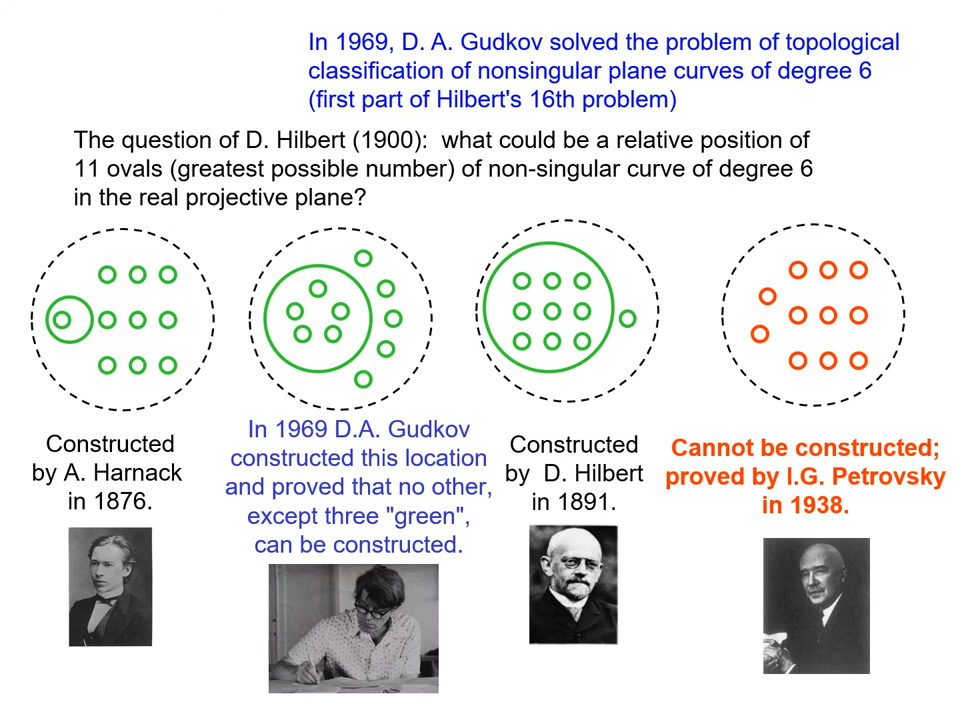 In 1969, D. A. Gudkov solved the problem of topological
classification of nonsingular plane curves of degree 6
(first part of Hilbert's 16th problem)
The question of D. Hilbert (1900):  what could be a relative position of
11 ovals (greatest possible number) of non-singular curve of degree 6
in the real projective plane?
Constructed
by A. Harnack
in 1876.
In 1969 D.A. Gudkov
constructed this location
and proved that no other,
except three "green",
can be constructed.
Constructed
by  D. Hilbert
in 1891.
Cannot be constructed;
proved by I.G. Petrovsky
in 1938.